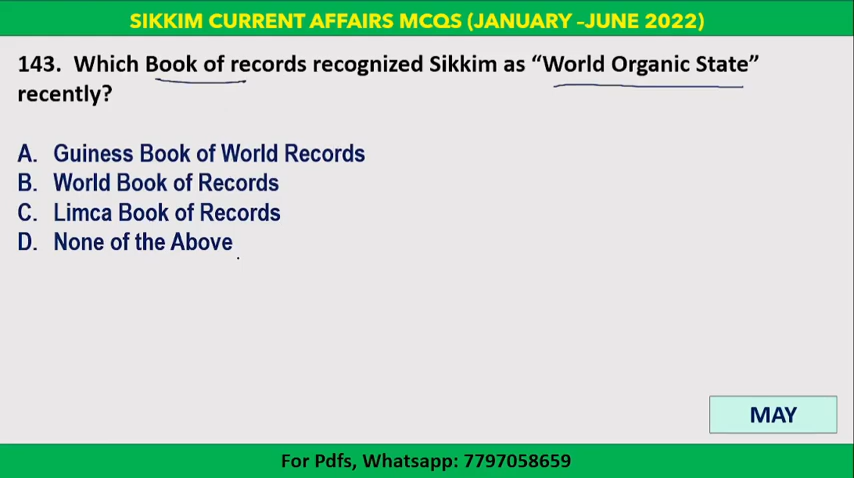 SIKKIM CURRENT AFFAIRS MCQS (JANUARY –JUNE 2022)
143. Which Book of records recognized Sikkim as “World Organic State”
recently?
A. Guiness Book of World Records
B. World Book of Records
C. Limca Book of Records
D. None of the Above
MAY
For Pdfs, Whatsapp: 7797058659